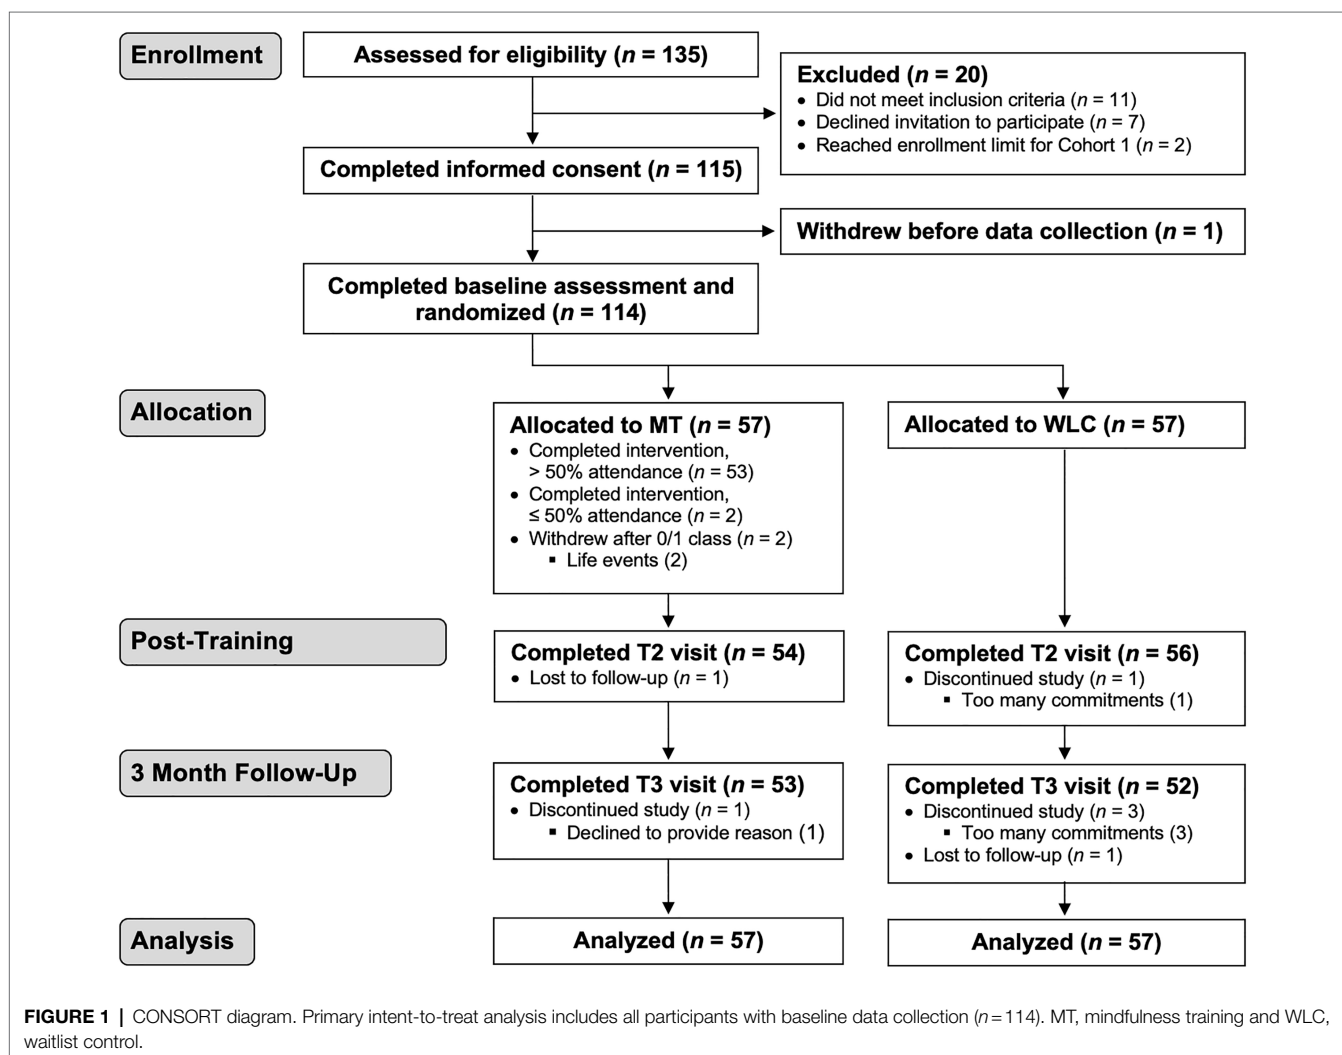 Enrollment
Assessed for eligibility (n = 135)
Excluded (n = 20)
• Did not meet inclusion criteria (n = 11)
• Declined invitation to participate (n = 7)
• Reached enrollment limit for Cohort 1 (n = 2)
Completed informed consent (n = 115)
Withdrew before data collection (n = 1)
Completed baseline assessment and
randomized (n = 114)
Allocation
Allocated to MT (n = 57)
• Completed intervention,
> 50% attendance (n = 53)
• Completed intervention,
≤ 50% attendance (n = 2)
• Withdrew after 0/1 class (n = 2)
▪ Life events (2)
Allocated to WLC (n = 57)
Post-Training
Completed T2 visit (n = 54)
• Lost to follow-up (n = 1)
Completed T2 visit (n = 56)
• Discontinued study (n = 1)
▪ Too many commitments (1)
3 Month Follow-Up
Completed T3 visit (n = 53)
• Discontinued study (n = 1)
▪ Declined to provide reason (1)
Completed T3 visit (n = 52)
• Discontinued study (n = 3)
▪ Too many commitments (3)
• Lost to follow-up (n = 1)
Analysis
Analyzed (n = 57)
Analyzed (n = 57)
FIGURE 1 | CONSORT diagram. Primary intent-to-treat analysis includes all participants with baseline data collection (n = 114). MT, mindfulness training and WLC,
waitlist control.